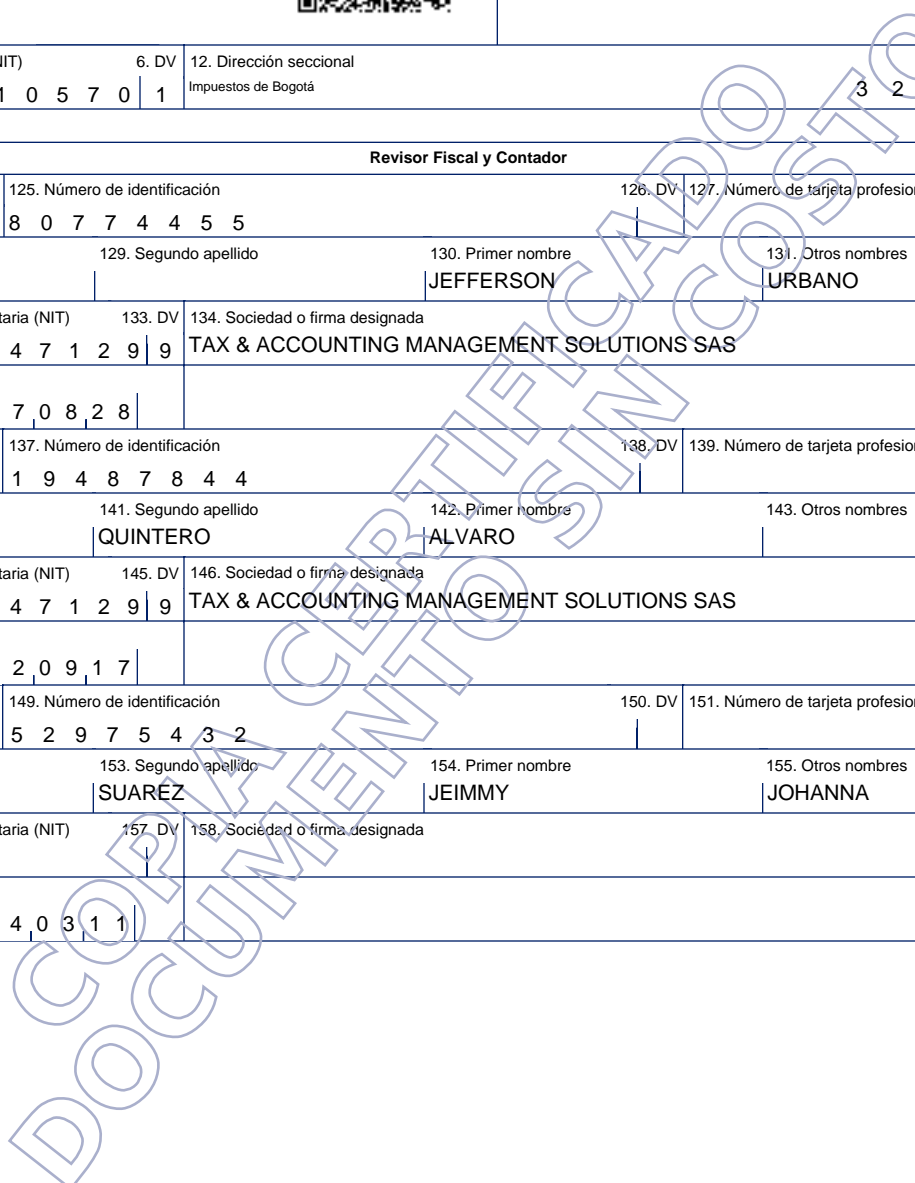 NIT) 6. DV 12. Dirección seccional
1 0 5 7 0 1 Impuestos de Bogotá 3 2
Revisor Fiscal y Contador
125. Número de identificación 126. DV 127. Número de tarjeta
8 0 7 7 4 4 5 5
129. Segundo apellido 130. Primer nombre 131. Otros nombres
JEFFERSON URBANO
(NIT) 133. DV 134. Sociedad o firma designada
4 7 1 2 9 9 TAX & ACCOUNTING MANAGEMENT SOLUTIONS SAS
7 0 8 2 8
137. Número de identificación 138. DV 139. Número de tarjeta
1 9 4 8 7 8 4 4
141. Segundo apellido 142. Primer nombre 143. Otros nombres
QUINTERO ALVARO
(NIT) 145. DV 146. Sociedad o firma designada
4 7 1 2 9 9 TAX & ACCOUNTING MANAGEMENT SOLUTIONS SAS
2 0 9 1 7
149. Número de identificación 150. DV 151. Número de tarjeta
5 2 9 7 5 4 3 2
153. Segundo apellido 154. Primer nombre 155. Otros nombres
SUAREZ JEIMMY JOHANNA
(NIT) 157. DV 158. Sociedad o firma designada
4 0 3 1 1
COPIA CERTIFICADO
DOCUMENTO SIN COSTO